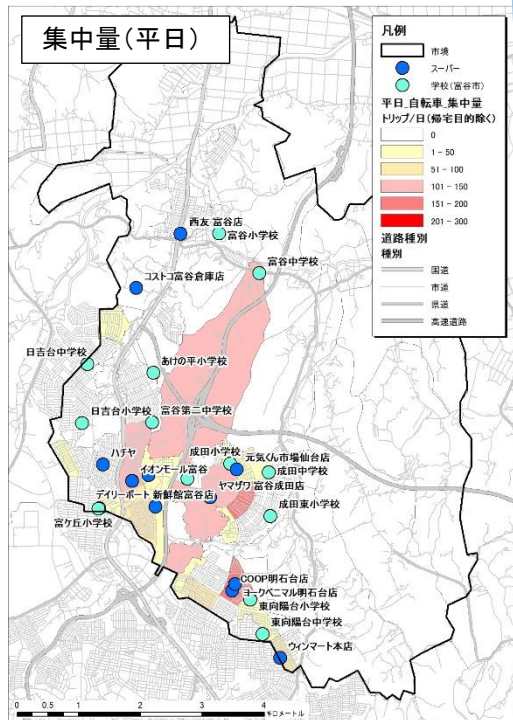 集中量(平日)
凡例
市境
スーパー
学校(富谷市)
平日_自転車_集中量
トリップ/日(帰宅目的除く)
0
1 - 50
51 - 100
101 - 150
151 - 200
201 - 300
道路種別
種別
国道
市道
県道
高速道路
西友 富谷店
富谷小学校
富谷中学校
コストコ富谷倉庫店
日吉台中学校
あけの平小学校
日吉台小学校
富谷第二中学校
成田小学校
元気くん市場仙台店
ハチヤ
イオンモール富谷
成田中学校
ヤマザワ 富谷成田店
デイリーポート 新鮮館富谷店
成田東小学校
富ケ丘小学校
COOP明石台店
ヨークベニマル明石台店
東向陽台小学校
東向陽台中学校
ウィンマート本店
0 0.5 1 2 3 4
キロメートル